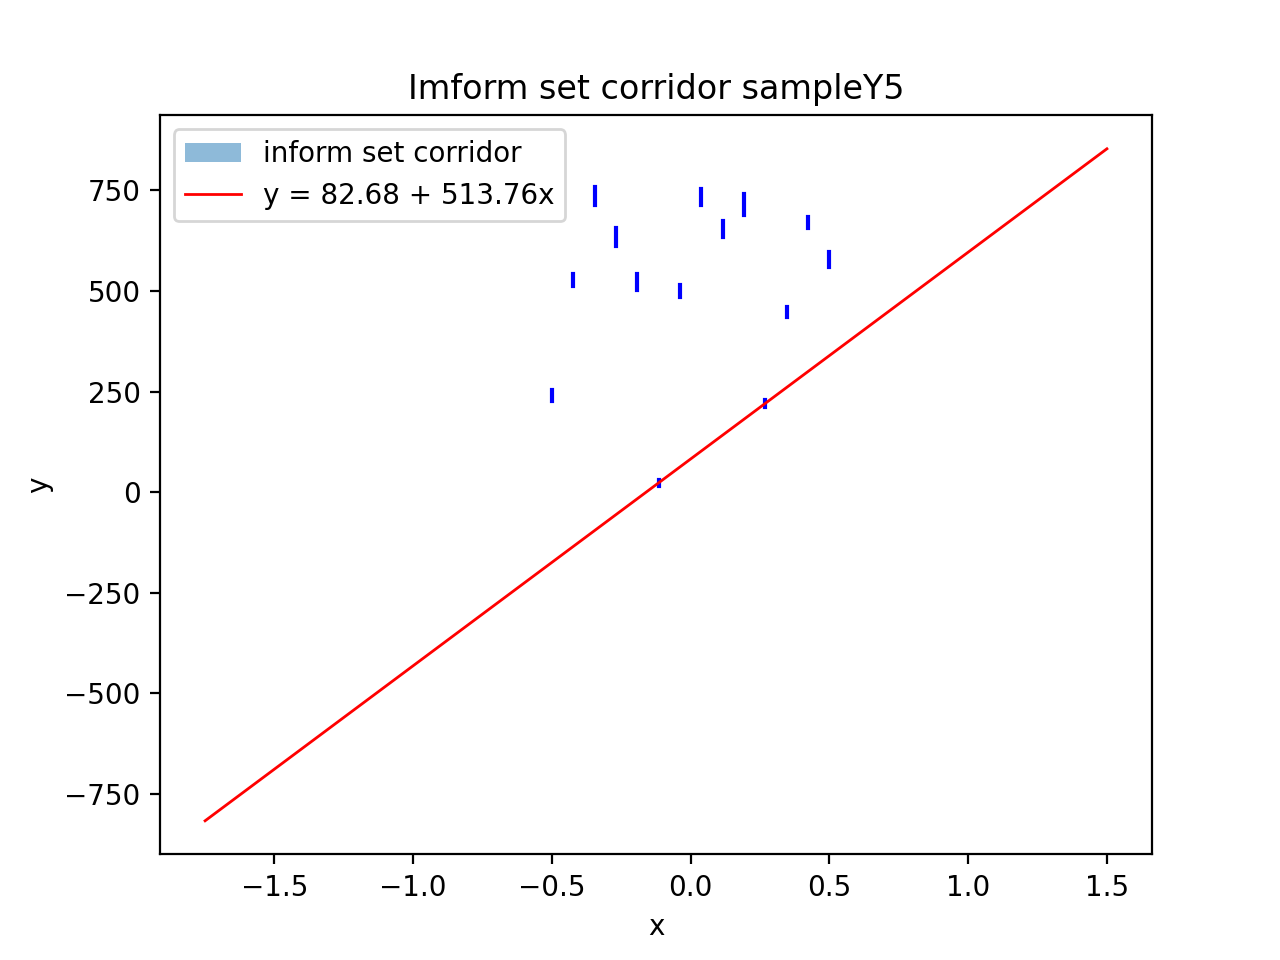 Imform set corridor sampleY5
inform set corridor
y = 82.68 + 513.76x
750
500
250
0
−250
−500
−750
y
−1.5
−1.0
−0.5
0.0
0.5
1.0
1.5
x